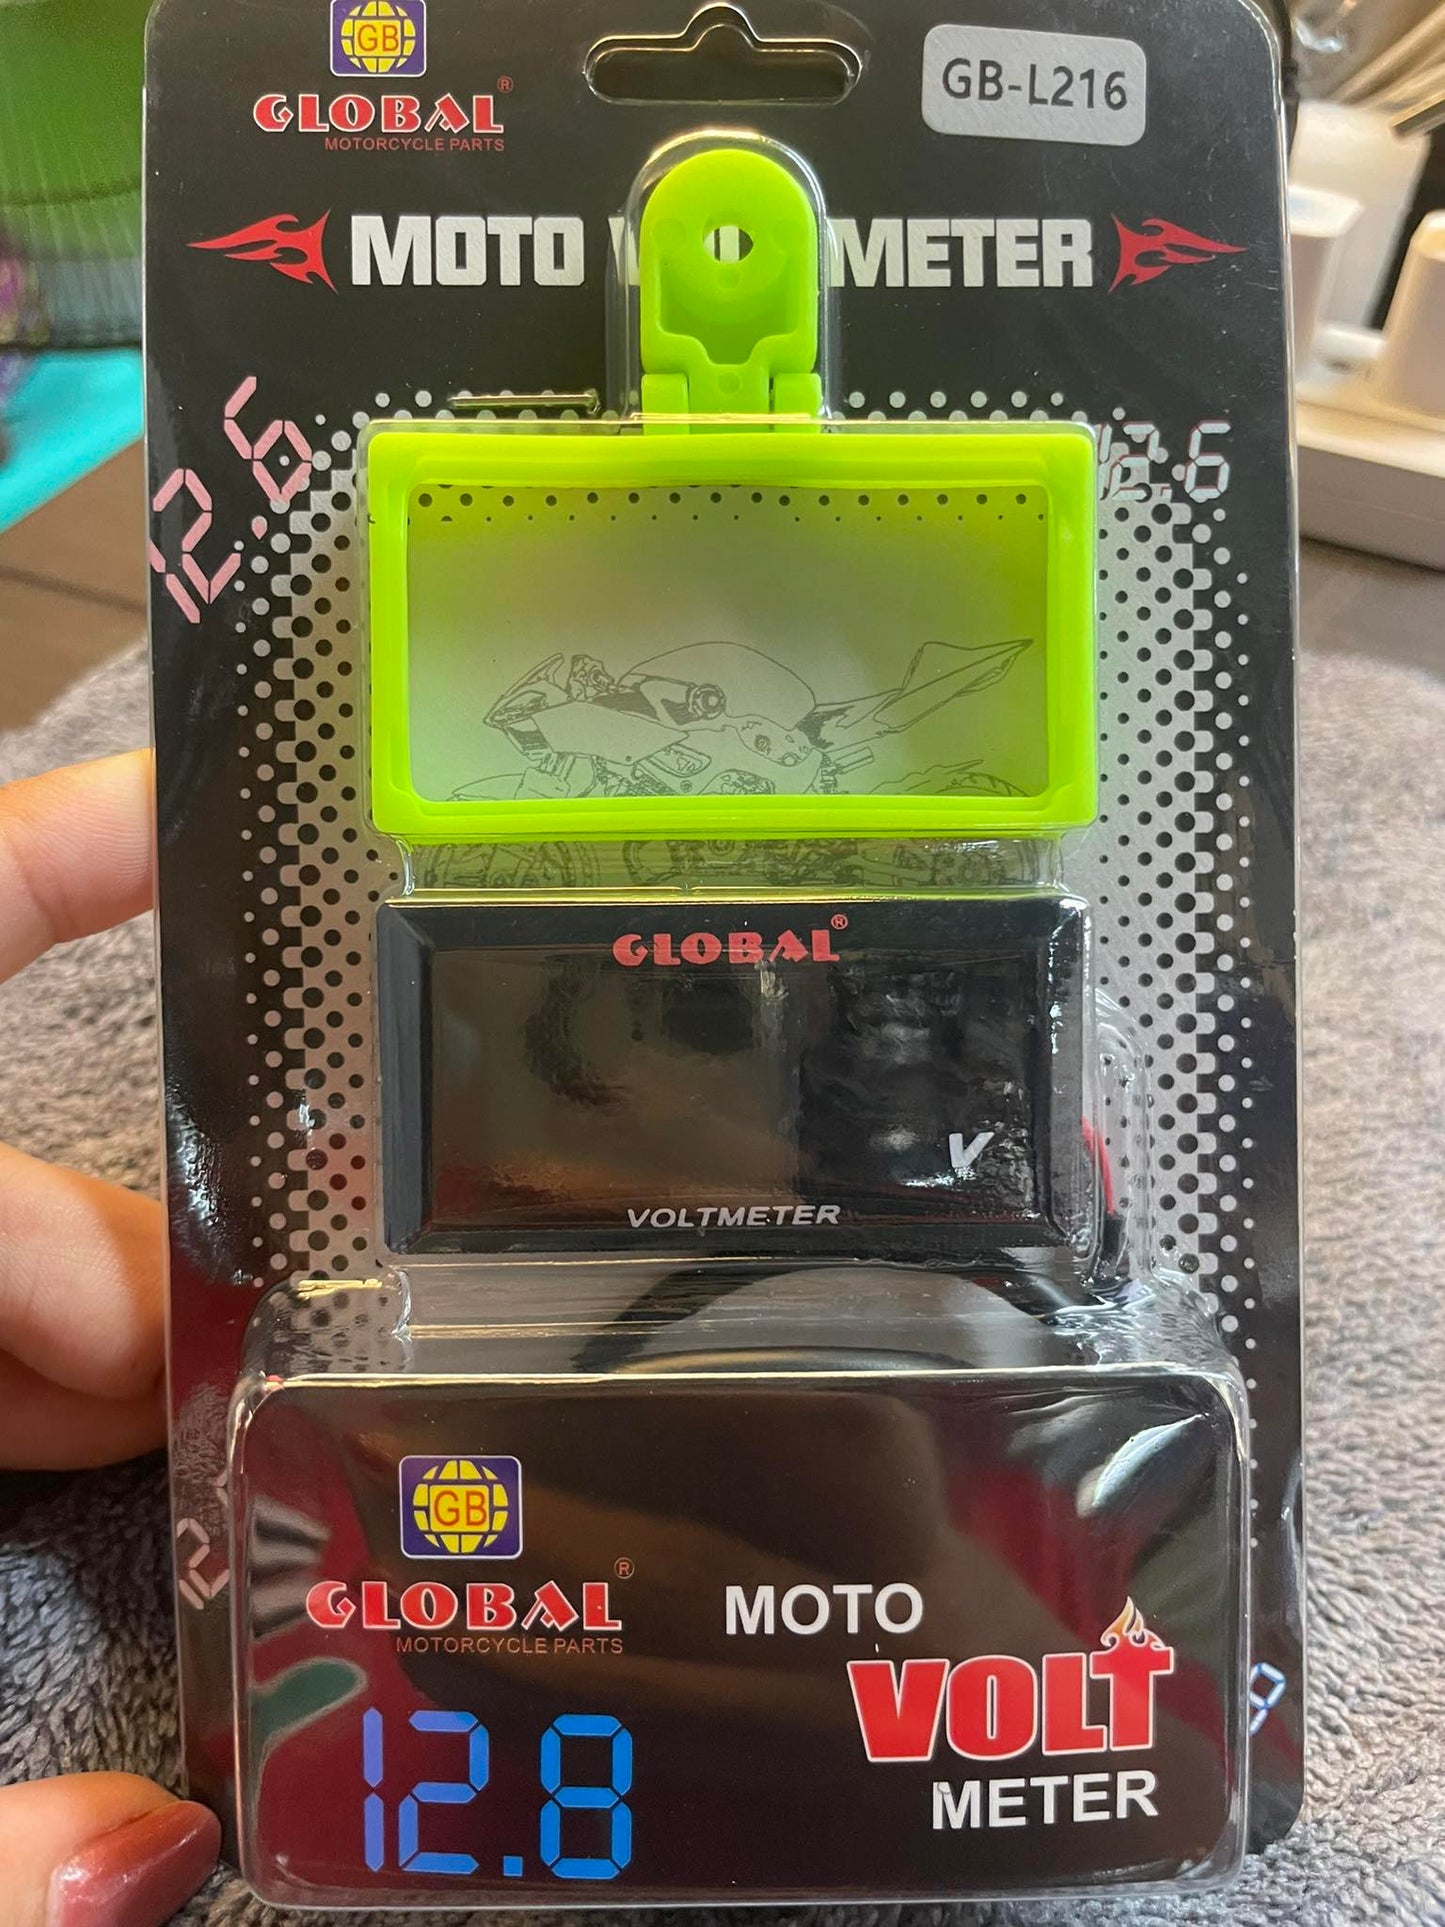 GB
GLOBAL®
MOTORCYCLE PARTS
GB-L216
MOTO METER
12.6
12.6
GLOBAL®
V
VOLTMETER
GB
GLOBAL®
MOTORCYCLE PARTS
MOTO
VOLT
METER
12.8